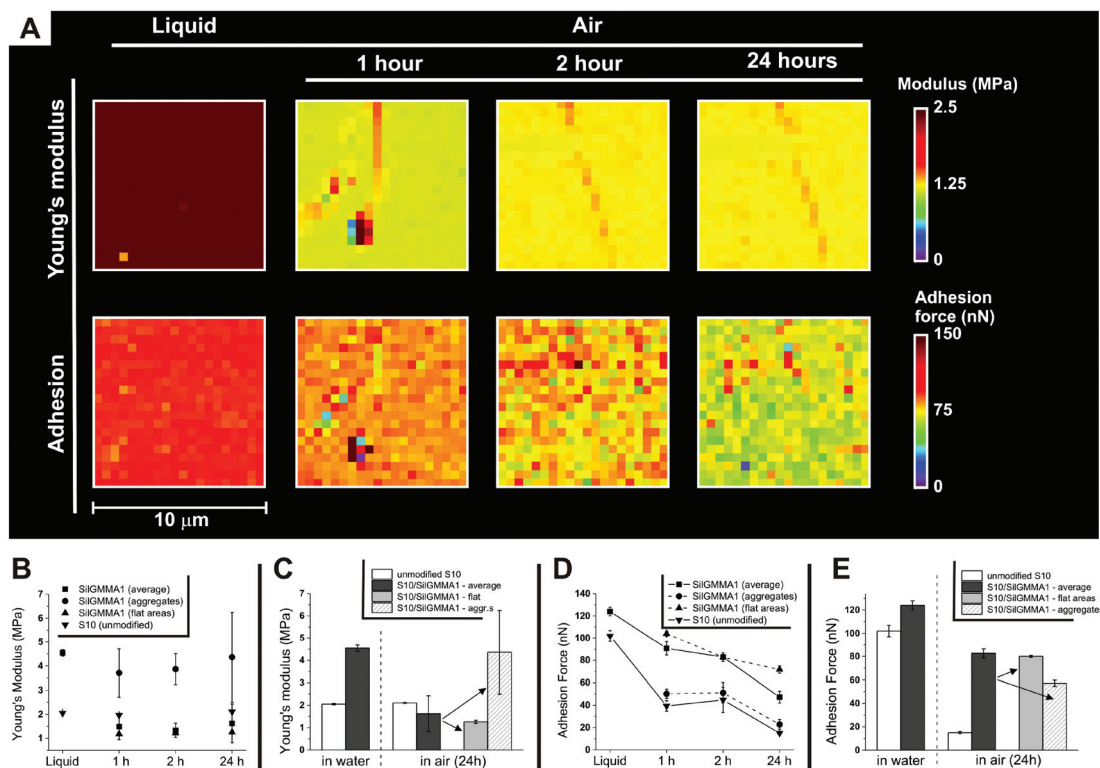 A
Liquid
Air
1 hour
2 hour
24 hours
Young's modulus
Modulus (MPa)
2.5
1.25
0
Adhesion
Adhesion
force (nN)
150
75
0
10 μm
B
SilGMMA1 (average)
SilGMMA1 (aggregates)
SilGMMA1 (flat areas)
S10 (unmodified)
Young's Modulus (MPa)
7
6
5
4
3
2
1
Liquid
1 h
2 h
24 h
C
unmodified S10
S10/SilGMMA1 - average
S10/SilGMMA1 - flat
S10/SilGMMA1 - aggr.s
Young's modulus (MPa)
7
6
5
4
3
2
1
0
in water
in air (24h)
D
SilGMMA1 (average)
SilGMMA1 (aggregates)
SilGMMA1 (flat areas)
S10 (unmodified)
Adhesion Force (nN)
140
120
100
80
60
40
20
0
Liquid
1 h
2 h
24 h
E
unmodified S10
S10/SilGMMA1 - average
S10/SilGMMA1 - flat areas
S10/SilGMMA1 - aggregates
Adhesion Force (nN)
120
100
80
60
40
20
0
in water
in air (24h)